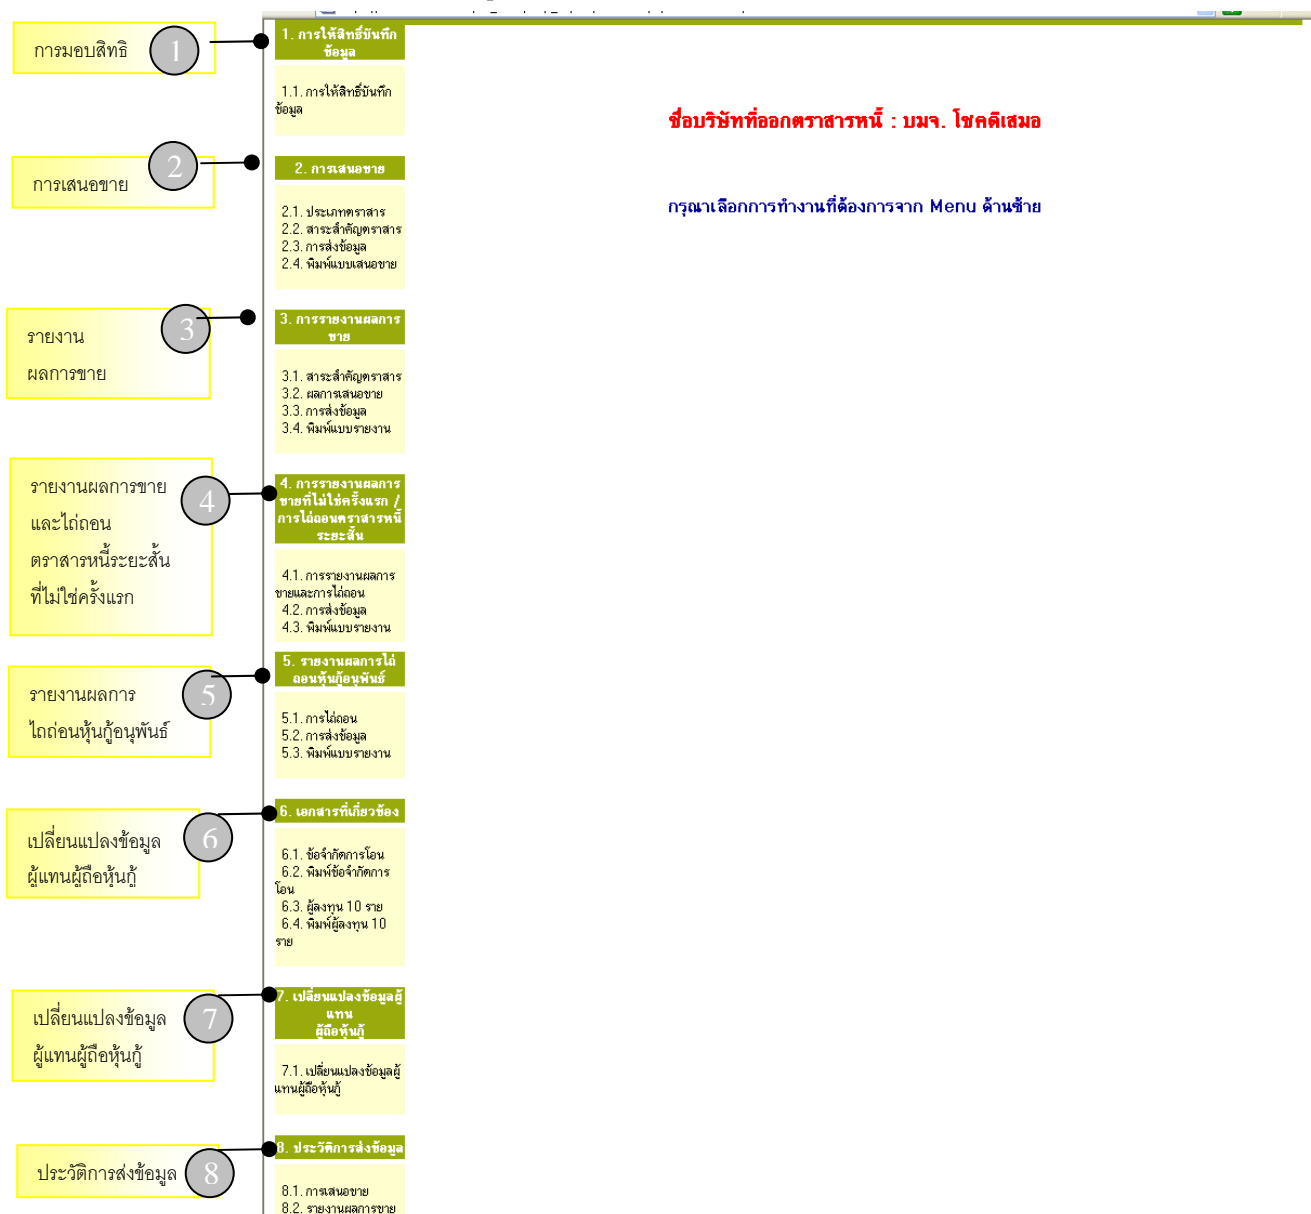 การมอบสิทธิ
1
1. การให้สิทธิ์บันทึก
ข้อมูล
1.1. การให้สิทธิ์บันทึก
ข้อมูล
ชื่อบริษัทที่ออกตราสารหนี้ : บมจ. โชคดีเสมอ
กรุณาเลือกการทำงานที่ต้องการจาก Menu ด้านซ้าย
การเสนอขาย
2
2. การเสนอขาย
2.1. ประเภทตราสาร
2.2. สาระสำคัญตราสาร
2.3. การส่งข้อมูล
2.4. พิมพ์แบบเสนอขาย
รายงาน
ผลการขาย
3
3. การรายงานผลการ
ขาย
3.1. สาระสำคัญตราสาร
3.2. ผลการเสนอขาย
3.3. การส่งข้อมูล
3.4. พิมพ์แบบรายงาน
รายงานผลการขาย
และไถ่ถอน
ตราสารหนี้ระยะสั้น
ที่ไม่ใช่ครั้งแรก
4
4. การรายงานผลการ
ขายที่ไม่ใช่ครั้งแรก /
การไถ่ถอนตราสารหนี้
ระยะสั้น
4.1. การรายงานผลการ
ขายและการไถ่ถอน
4.2. การส่งข้อมูล
4.3. พิมพ์แบบรายงาน
รายงานผลการ
ไถถ่อนหุ้นกู้อนุพันธ์
5
5. รายงานผลการไถ่
ถอนหุ้นกู้อนุพันธ์
5.1. การไถ่ถอน
5.2. การส่งข้อมูล
5.3. พิมพ์แบบรายงาน
เปลี่ยนแปลงข้อมูล
ผู้แทนผู้ถือหุ้นกู้
6
6. เอกสารที่เกี่ยวข้อง
6.1. ข้อจำกัดการโอน
6.2. พิมพ์ข้อจำกัดการ
โอน
6.3. ผู้ลงทุน 10 ราย
6.4. พิมพ์ผู้ลงทุน 10
ราย
เปลี่ยนแปลงข้อมูล
ผู้แทนผู้ถือหุ้นกู้
7
7. เปลี่ยนแปลงข้อมูลผู้
แทน
ผู้ถือหุ้นกู้
7.1. เปลี่ยนแปลงข้อมูลผู้
แทนผู้ถือหุ้นกู้
ประวัติการส่งข้อมูล
8
8. ประวัติการส่งข้อมูล
8.1. การเสนอขาย
8.2. รายงานผลการขาย